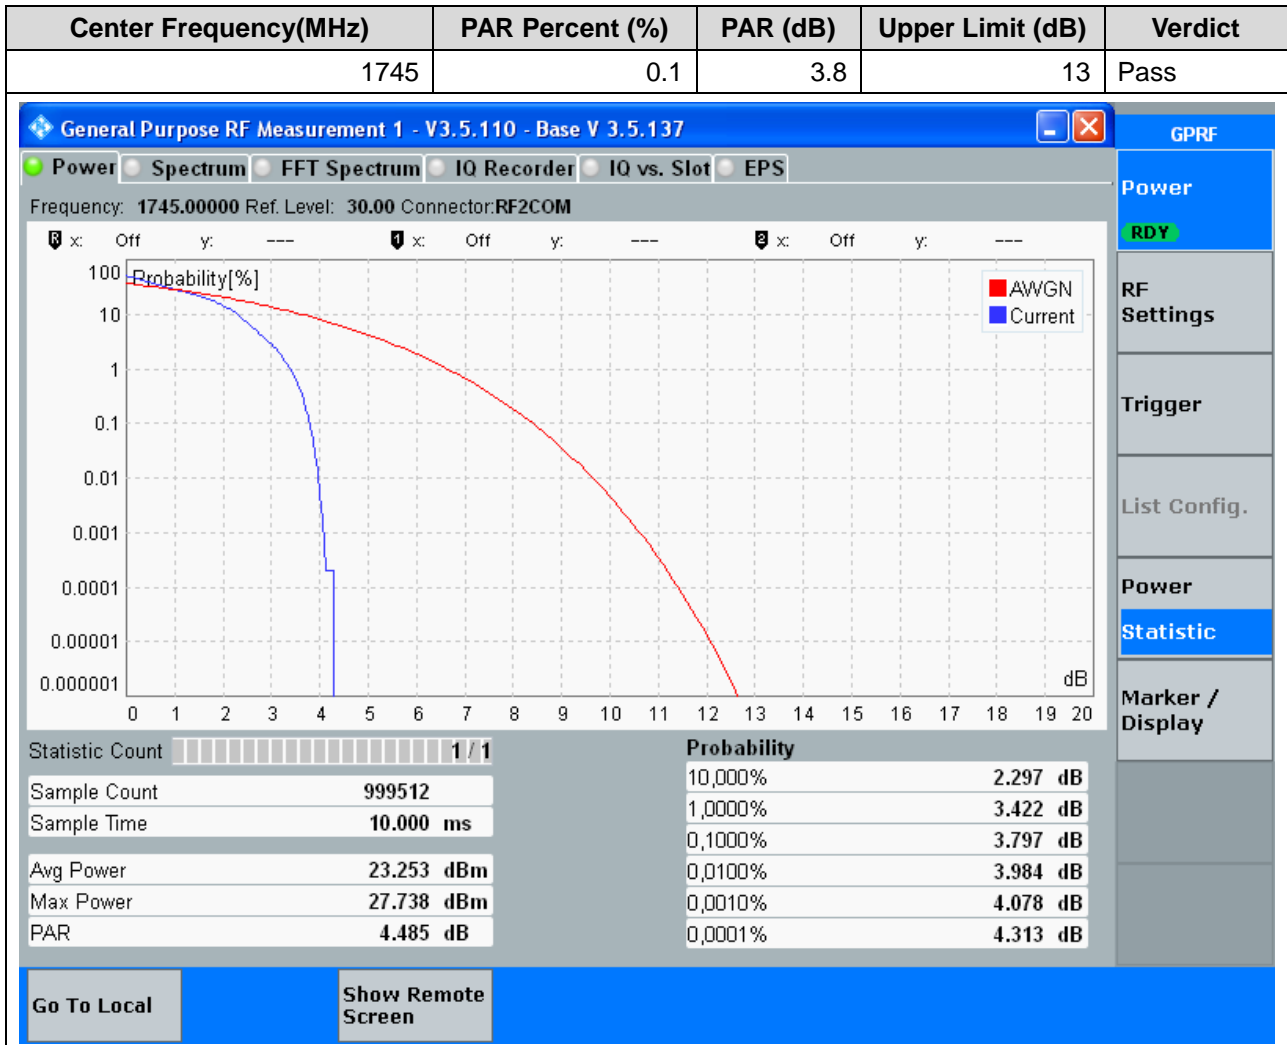 Center Frequency(MHz) PAR Percent (%) PAR (dB) Upper Limit (dB) Verdict
1745 0.1 3.8 13 Pass
General Purpose RF Measurement 1 - V3.5.110 - Base V 3.5.137
GPRF
Power Spectrum FFT Spectrum IQ Recorder IQ vs. Slot EPS
Power
RDY
Frequency: 1745.00000 Ref. Level: 30.00 Connector:RF2COM
R x: Off y: --- 1 x: Off y: --- 2 x: Off y: ---
Probability[%]
AWGN
Current
100
10
1
0.1
0.01
0.001
0.0001
0.00001
0.000001
dB
0 1 2 3 4 5 6 7 8 9 10 11 12 13 14 15 16 17 18 19 20
RF
Settings
Trigger
List Config.
Power
Statistic
Marker /
Display
Statistic Count 1 / 1
Sample Count 999512
Sample Time 10.000 ms
Avg Power 23.253 dBm
Max Power 27.738 dBm
PAR 4.485 dB
Probability
10,000% 2.297 dB
1,0000% 3.422 dB
0,1000% 3.797 dB
0,0100% 3.984 dB
0,0010% 4.078 dB
0,0001% 4.313 dB
Go To Local
Show Remote
Screen